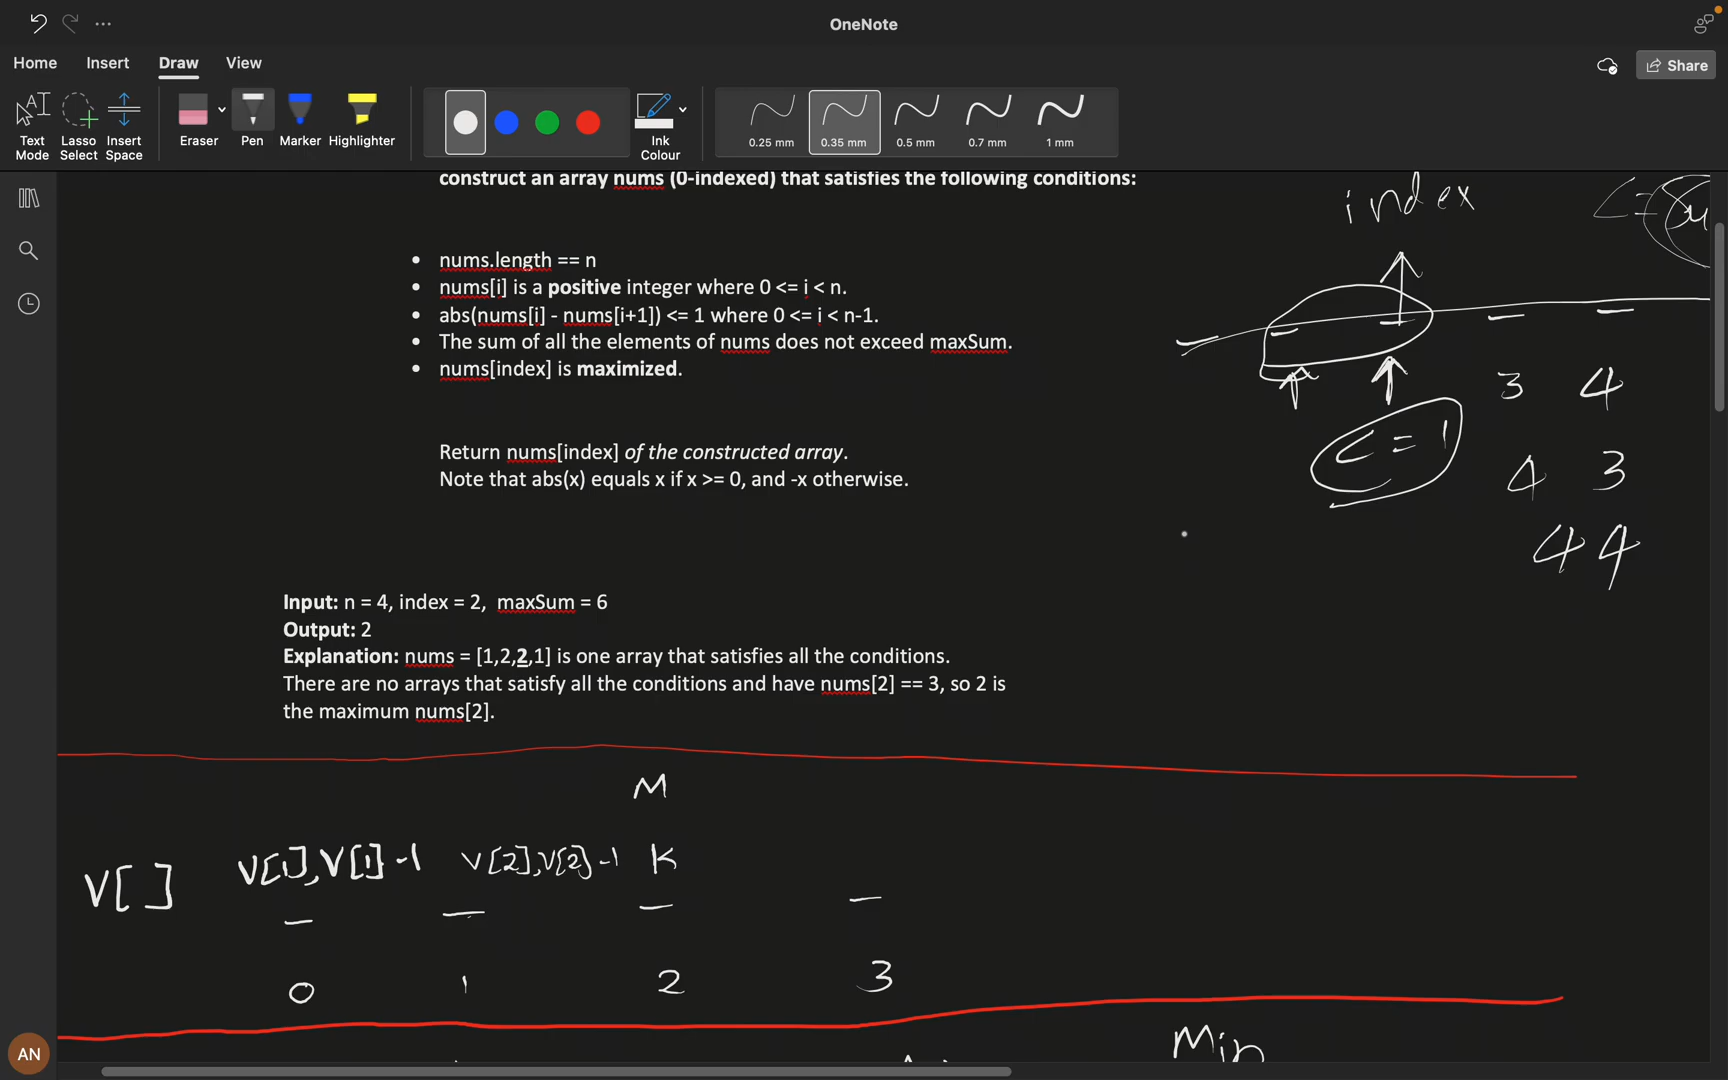 OneNote
Home Insert Draw View
Share
Text Mode
Lasso Select
Insert Space
Eraser
Pen
Marker
Highlighter
Ink Colour
0.25 mm
0.35 mm
0.5 mm
0.7 mm
1 mm
construct an array nums (0-indexed) that satisfies the following conditions:
index
• nums.length == n
• nums[i] is a positive integer where 0 <= i < n.
• abs(nums[i] - nums[i+1]) <= 1 where 0 <= i < n-1.
• The sum of all the elements of nums does not exceed maxSum.
• nums[index] is maximized.
3 4
<= 1
4 3
4 4
Return nums[index] of the constructed array.
Note that abs(x) equals x if x >= 0, and -x otherwise.
Input: n = 4, index = 2, maxSum = 6
Output: 2
Explanation: nums = [1,2,2,1] is one array that satisfies all the conditions.
There are no arrays that satisfy all the conditions and have nums[2] == 3, so 2 is
the maximum nums[2].
M
V[ ] V[1],V[1]-1 V[2],V[2]-1 K
0 1 2 3
Min
AN